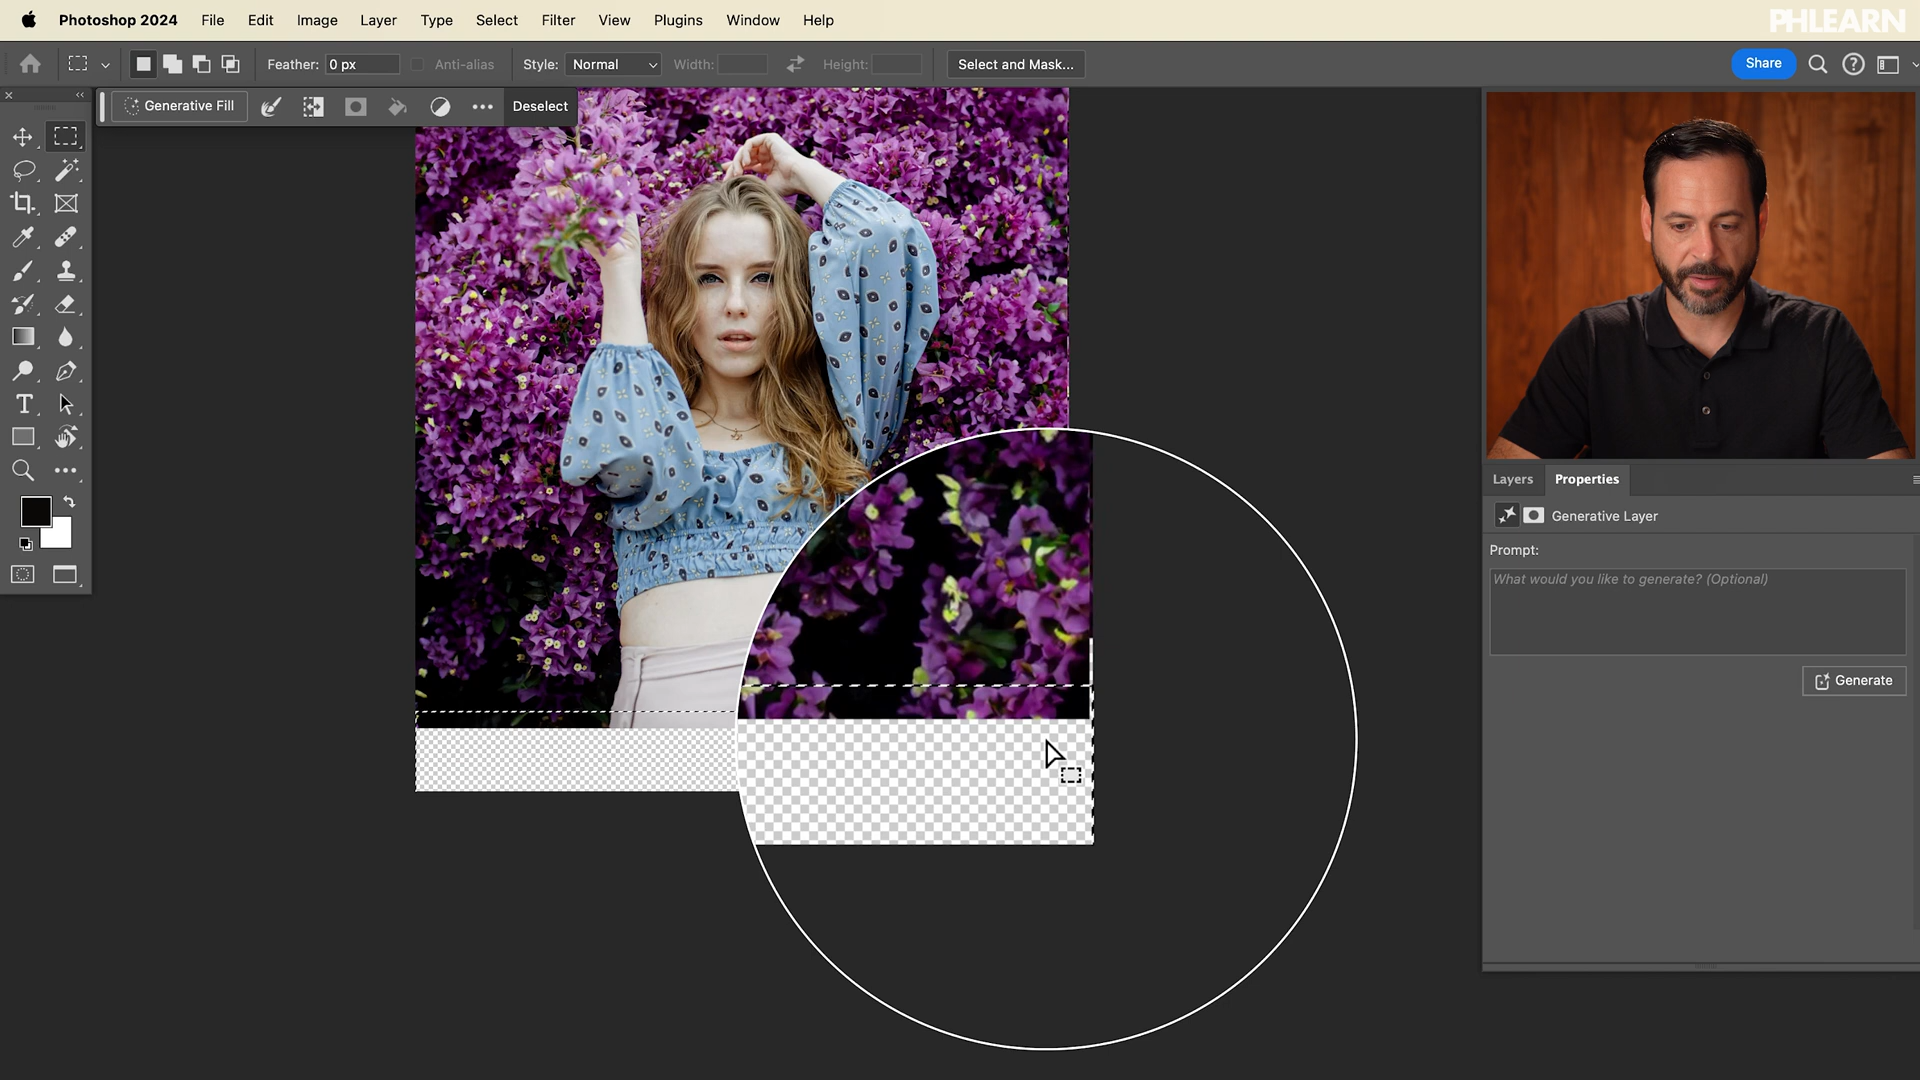 Photoshop 2024 File Edit Image Layer Type Select Filter View Plugins Window Help
PHLEARN
Feather: 0 px Anti-alias Style: Normal Width: Height: Select and Mask... Share
Generative Fill Deselect
Layers Properties
Generative Layer
Prompt:
What would you like to generate? (Optional)
Generate